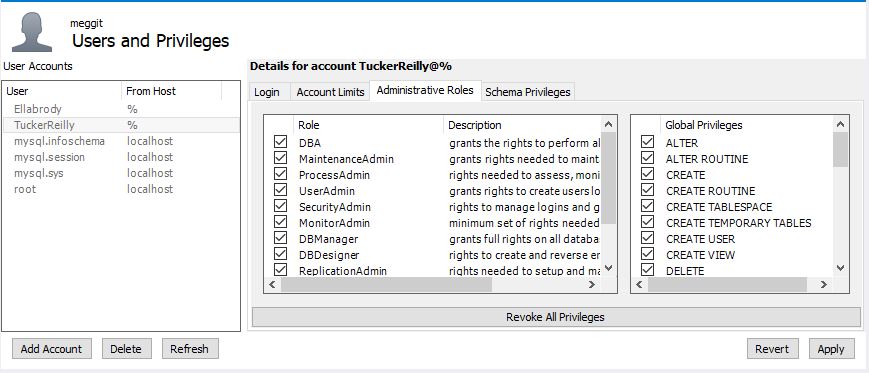 meggit
Users and Privileges
User Accounts
User From Host
Ellabrody %
TuckerReilly %
mysql.infoschema localhost
mysql.session localhost
mysql.sys localhost
root localhost
Add Account Delete Refresh
Details for account TuckerReilly@%
Login Account Limits Administrative Roles Schema Privileges
Role Description
DBA grants the rights to perform al
MaintenanceAdmin grants rights needed to maint
ProcessAdmin rights needed to assess, moni
UserAdmin grants rights to create users lo
SecurityAdmin rights to manage logins and g
MonitorAdmin minimum set of rights needed
DBManager grants full rights on all databa
DBDesigner rights to create and reverse en
ReplicationAdmin rights needed to setup and ma
Global Privileges
ALTER
ALTER ROUTINE
CREATE
CREATE ROUTINE
CREATE TABLESPACE
CREATE TEMPORARY TABLES
CREATE USER
CREATE VIEW
DELETE
Revoke All Privileges
Revert Apply